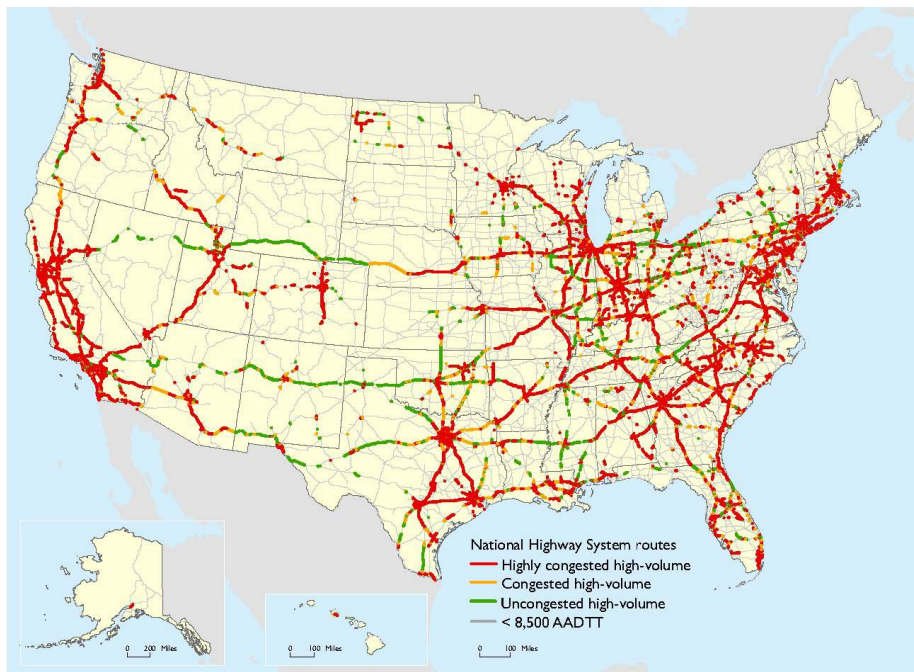 National Highway System routes
Highly congested high-volume
Congested high-volume
Uncongested high-volume
< 8,500 AADTT
0 200 Miles
0 100 Miles
0 100 Miles